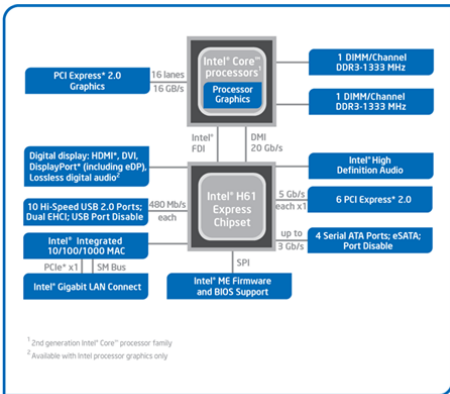 Intel® Core™
processors¹
Processor
Graphics
PCI Express* 2.0
Graphics
16 lanes
16 GB/s
1 DIMM/Channel
DDR3-1333 MHz
1 DIMM/Channel
DDR3-1333 MHz
Intel®
FDI
DMI
20 Gb/s
Digital display: HDMI*, DVI,
DisplayPort* (including eDP),
Lossless digital audio²
Intel® High
Definition Audio
Intel® H61
Express
Chipset
10 Hi-Speed USB 2.0 Ports;
Dual EHCI; USB Port Disable
480 Mb/s
each
5 Gb/s
each x1
6 PCI Express* 2.0
Intel® Integrated
10/100/1000 MAC
up to
3 Gb/s
4 Serial ATA Ports; eSATA;
Port Disable
PCIe* x1
SM Bus
SPI
Intel® Gigabit LAN Connect
Intel® ME Firmware
and BIOS Support
¹ 2nd generation Intel® Core™ processor family
² Available with Intel processor graphics only